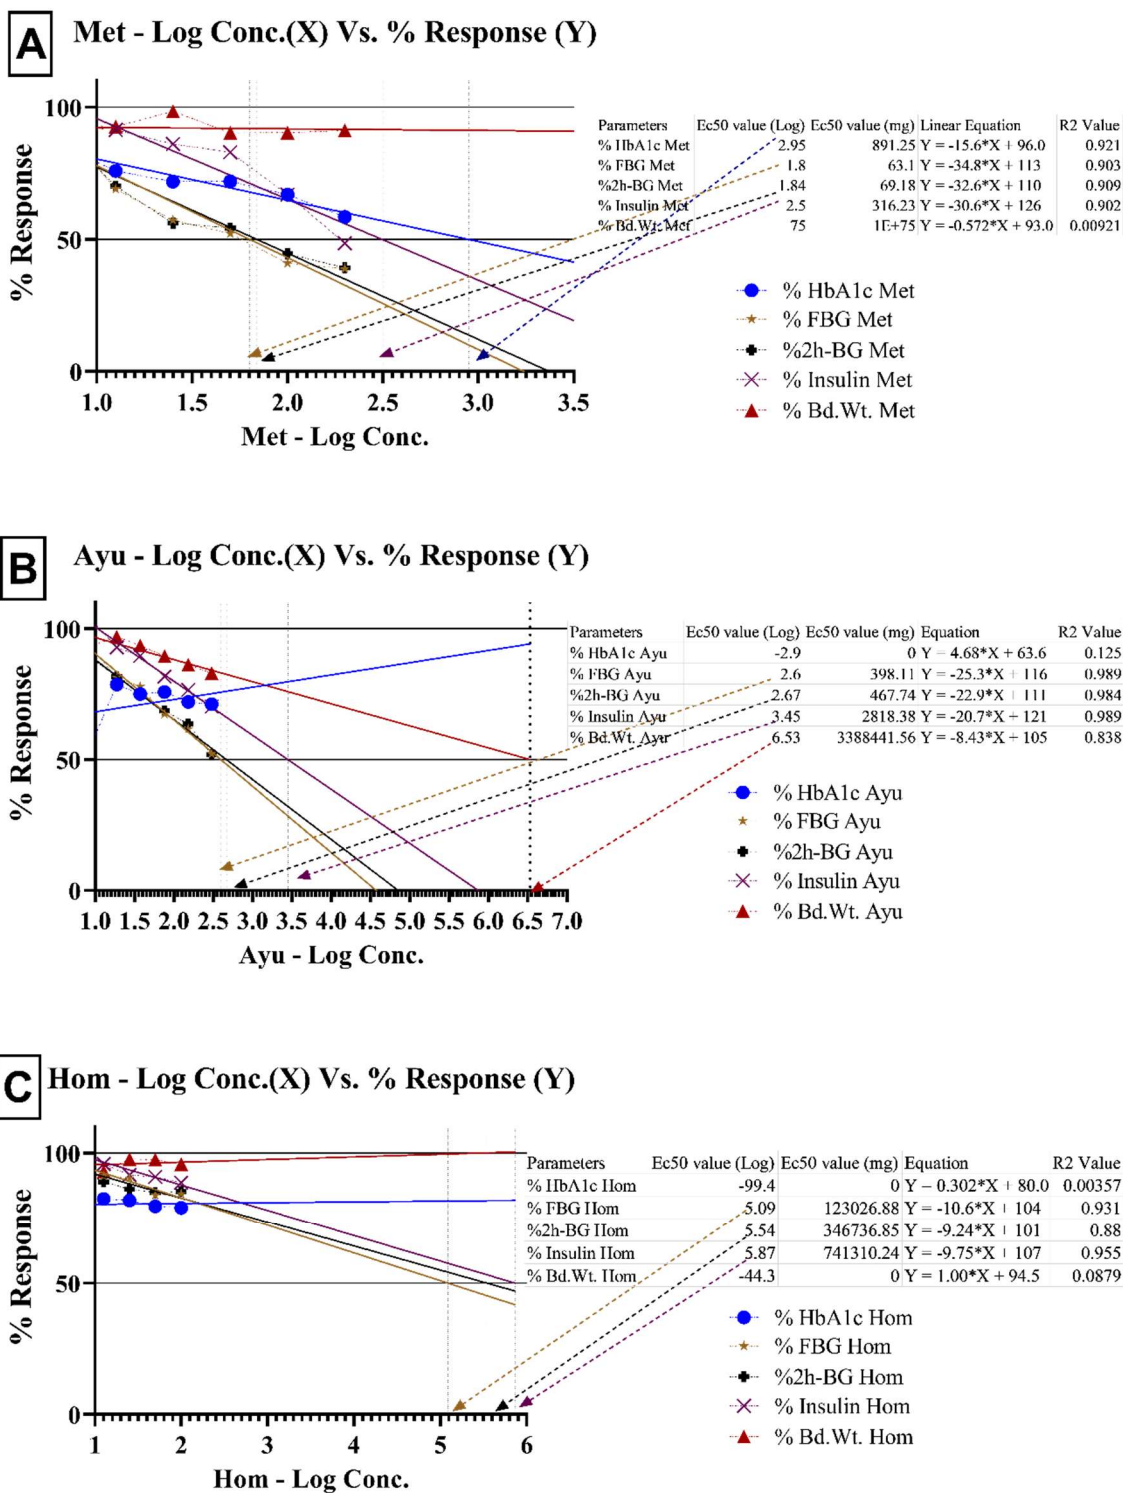 A
Met - Log Conc.(X) Vs. % Response (Y)
100
50
0
% Response
1.0 1.5 2.0 2.5 3.0 3.5
Met - Log Conc.
Parameters Ec50 value (Log) Ec50 value (mg) Linear Equation R2 Value
% HbA1c Met 2.95 891.25 Y = -15.6*X + 96.0 0.921
% FBG Met 1.8 63.1 Y = -34.8*X + 113 0.903
%2h-BG Met 1.84 69.18 Y = -32.6*X + 110 0.909
% Insulin Met 2.5 316.23 Y = -30.6*X + 126 0.902
% Bd.Wt. Met 75 1E+75 Y = -0.572*X + 93.0 0.00921
% HbA1c Met
% FBG Met
%2h-BG Met
% Insulin Met
% Bd.Wt. Met
B
Ayu - Log Conc.(X) Vs. % Response (Y)
100
50
0
% Response
1.0 1.5 2.0 2.5 3.0 3.5 4.0 4.5 5.0 5.5 6.0 6.5 7.0
Ayu - Log Conc.
Parameters Ec50 value (Log) Ec50 value (mg) Equation R2 Value
% HbA1c Ayu -2.9 0 Y = 4.68*X + 63.6 0.125
% FBG Ayu 2.6 398.11 Y = -25.3*X + 116 0.989
%2h-BG Ayu 2.67 467.74 Y = -22.9*X + 111 0.984
% Insulin Ayu 3.45 2818.38 Y = -20.7*X + 121 0.989
% Bd.Wt. Ayu 6.53 3388441.56 Y = -8.43*X + 105 0.838
% HbA1c Ayu
% FBG Ayu
%2h-BG Ayu
% Insulin Ayu
% Bd.Wt. Ayu
C
Hom - Log Conc.(X) Vs. % Response (Y)
100
50
0
% Response
1 2 3 4 5 6
Hom - Log Conc.
Parameters Ec50 value (Log) Ec50 value (mg) Equation R2 Value
% HbA1c Hom -99.4 0 Y = 0.302*X + 80.0 0.00357
% FBG Hom 5.09 123026.88 Y = -10.6*X + 104 0.931
%2h-BG Hom 5.54 346736.85 Y = -9.24*X + 101 0.88
% Insulin Hom 5.87 741310.24 Y = -9.75*X + 107 0.955
% Bd.Wt. Hom -44.3 0 Y = 1.00*X + 94.5 0.0879
% HbA1c Hom
% FBG Hom
%2h-BG Hom
% Insulin Hom
% Bd.Wt. Hom